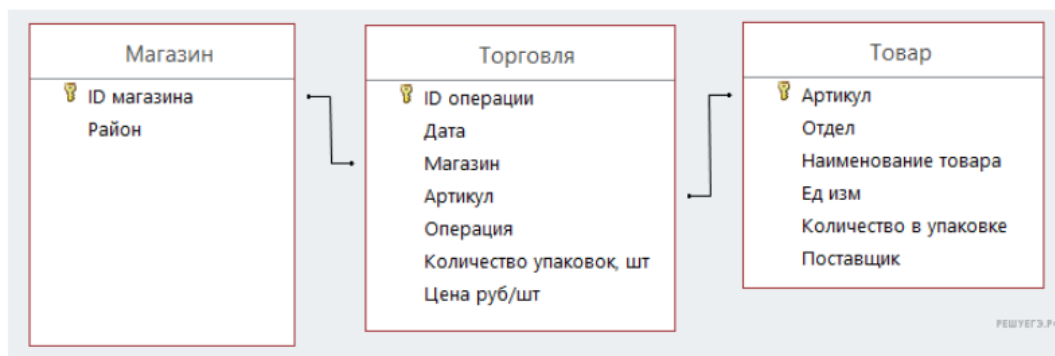 Магазин
ID магазина
Район
Торговля
ID операции
Дата
Магазин
Артикул
Операция
Количество упаковок, шт
Цена руб/шт
Товар
Артикул
Отдел
Наименование товара
Ед изм
Количество в упаковке
Поставщик